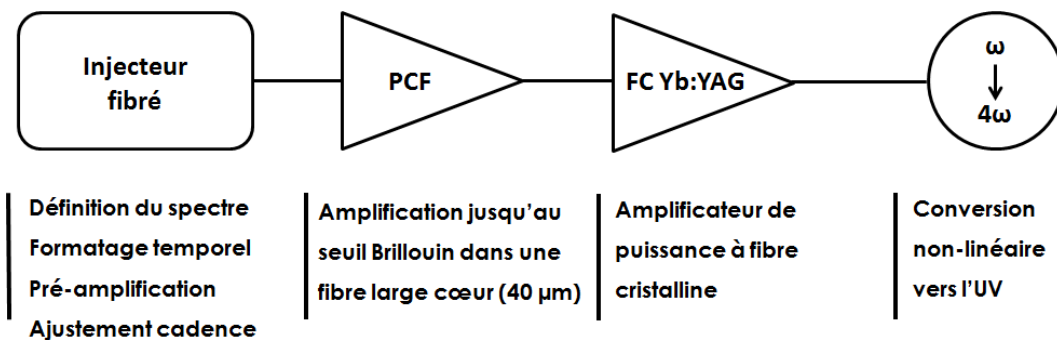 Injecteur
fibré
PCF
FC Yb:YAG
ω
4ω
Définition du spectre
Formatage temporel
Pré-amplification
Ajustement cadence
Amplification jusqu'au
seuil Brillouin dans une
fibre large cœur (40 µm)
Amplificateur de
puissance à fibre
cristalline
Conversion
non-linéaire
vers l'UV